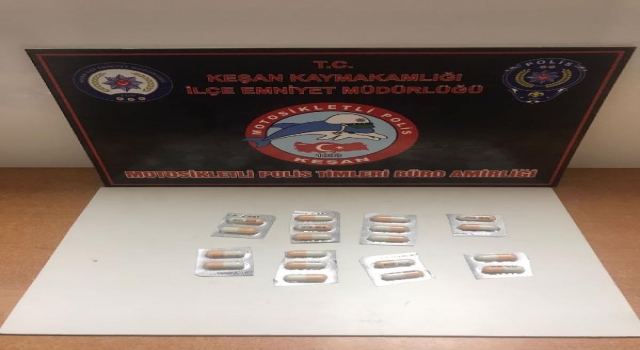 T.C.
KEŞAN KAYMAKAMLIĞI
İLÇE EMNİYET MÜDÜRLÜĞÜ
POLİS
MOTOSİKLETLİ POLİS
KEŞAN
MOTOSİKLETLİ POLİS TİMLERİ BÜRO AMİRLİĞİ